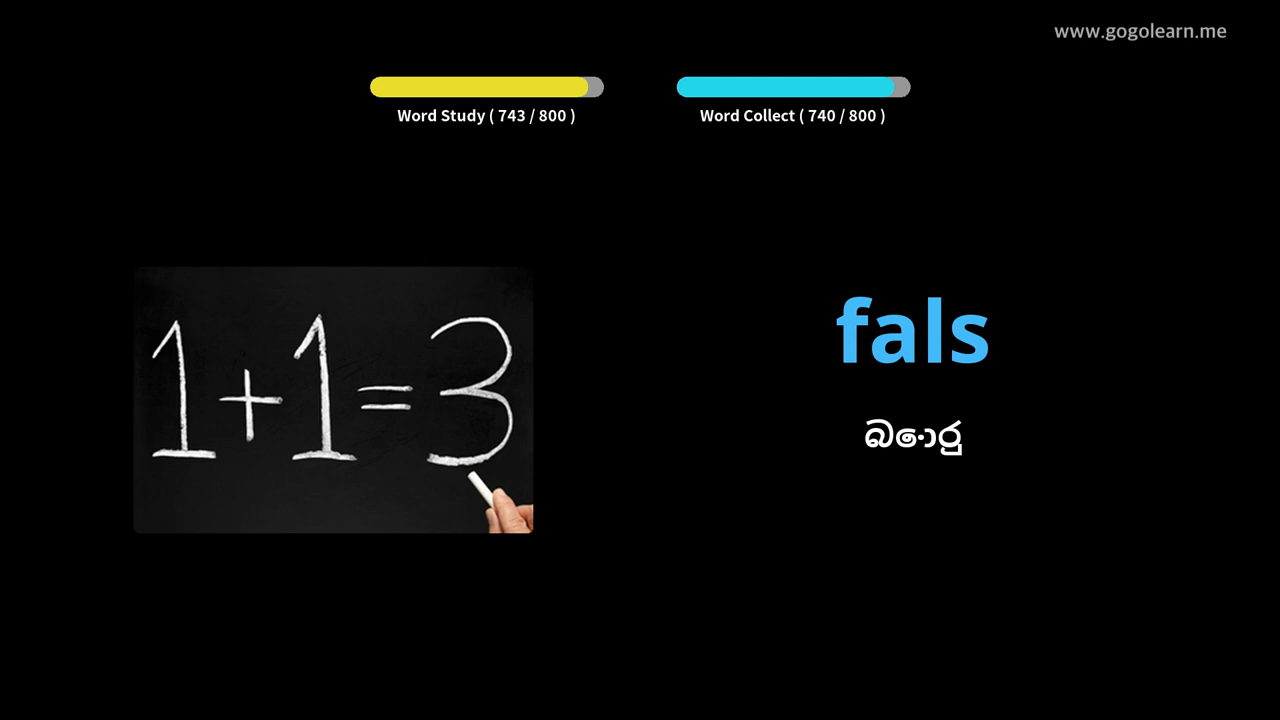 www.gogolearn.me
Word Study ( 743 / 800 )
Word Collect ( 740 / 800 )
1+1=3
fals
බොරු